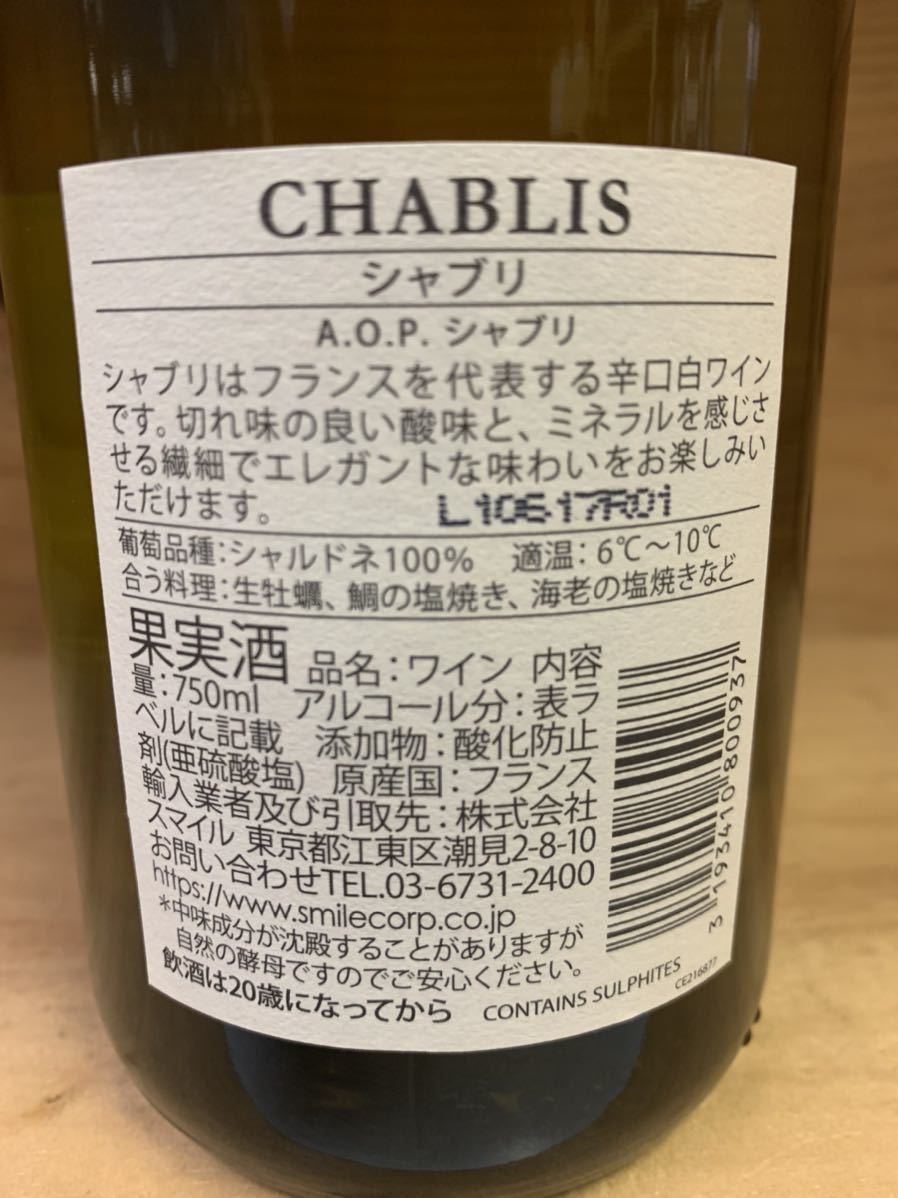 CHABLIS
シャブリ
A.O.P. シャブリ
シャブリはフランスを代表する辛口白ワイン
です。切れ味の良い酸味と、ミネラルを感じさ
せる繊細でエレガントな味わいをお楽しみい
ただけます。 L10617R01
葡萄品種：シャルドネ100% 適温：6℃～10℃
合う料理：生牡蠣、鯛の塩焼き、海老の塩焼きなど
果実酒 品名：ワイン 内容
量：750ml アルコール分：表ラ
ベルに記載 添加物：酸化防止
剤(亜硫酸塩) 原産国：フランス
輸入業者及び引取先：株式会社
スマイル 東京都江東区潮見2-8-10
お問い合わせTEL.03-6731-2400
https://www.smilecorp.co.jp
*中味成分が沈殿することがありますが
自然の酵母ですのでご安心ください。
飲酒は20歳になってから
CONTAINS SULPHITES
CE216877
3 193410 800937